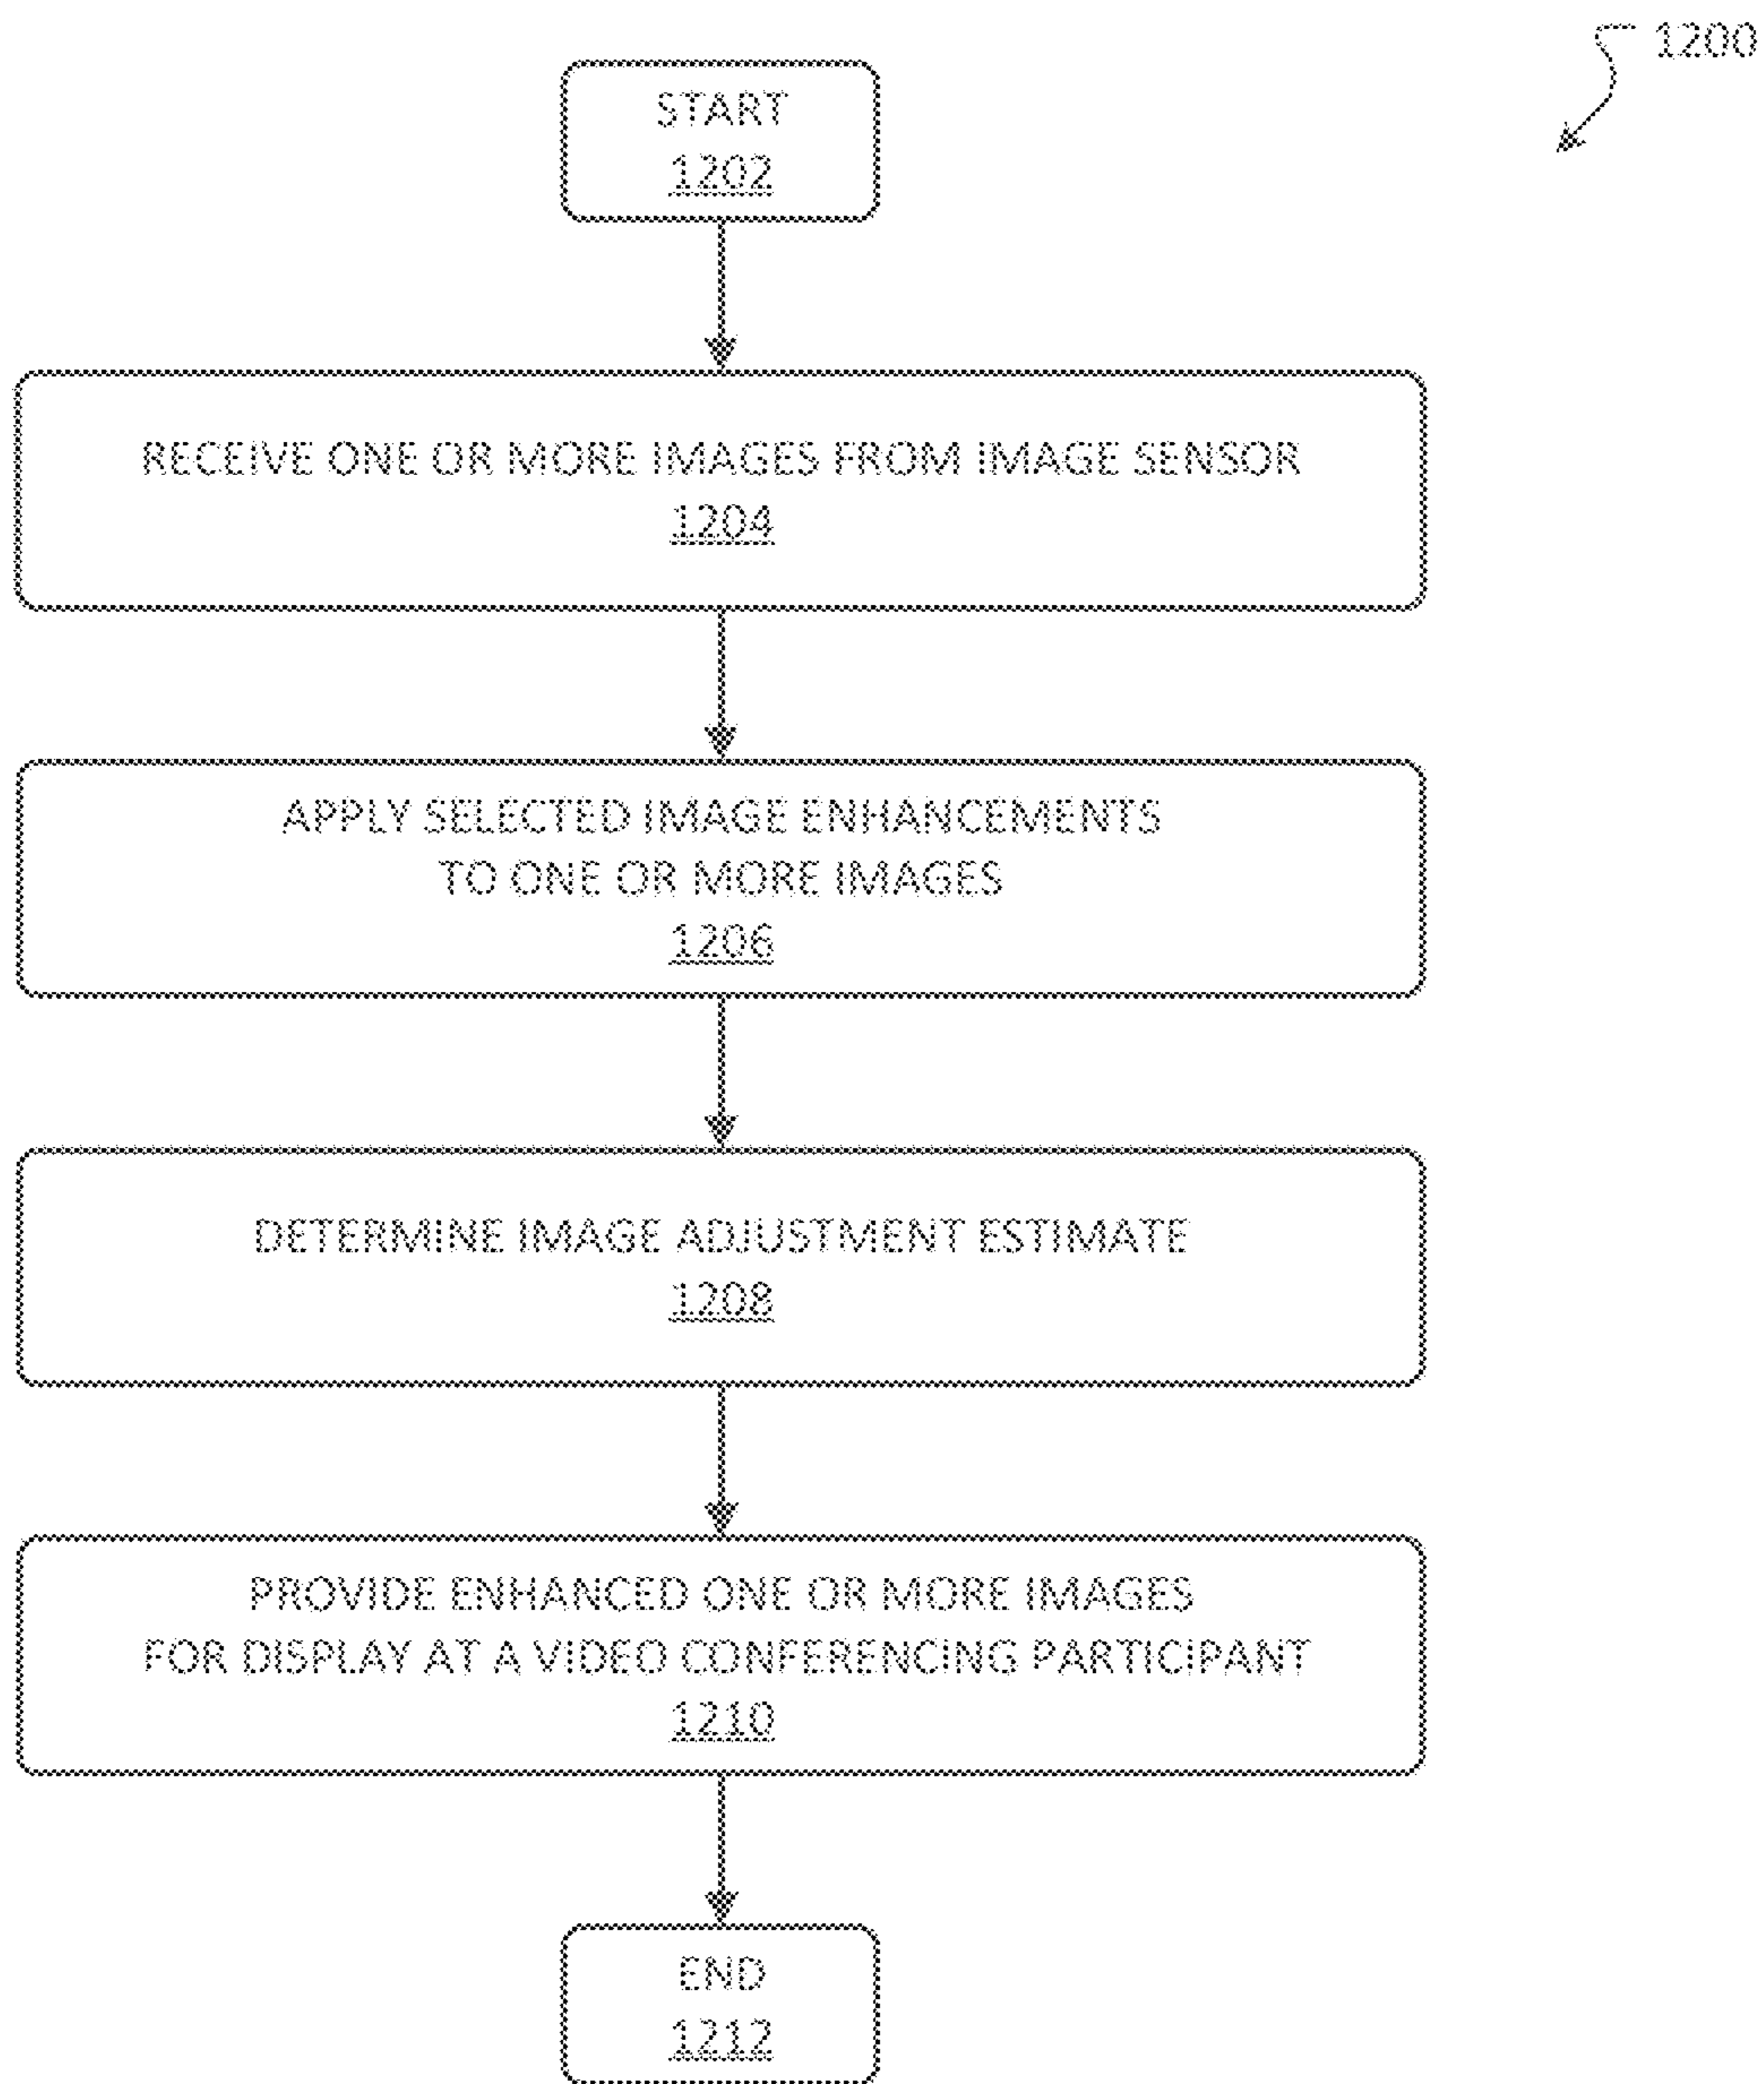 1200
START
1202
RECEIVE ONE OR MORE IMAGES FROM IMAGE SENSOR
1204
APPLY SELECTED IMAGE ENHANCEMENTS
TO ONE OR MORE IMAGES
1206
DETERMINE IMAGE ADJUSTMENT ESTIMATE
1208
PROVIDE ENHANCED ONE OR MORE IMAGES
FOR DISPLAY AT A VIDEO CONFERENCING PARTICIPANT
1210
END
1212